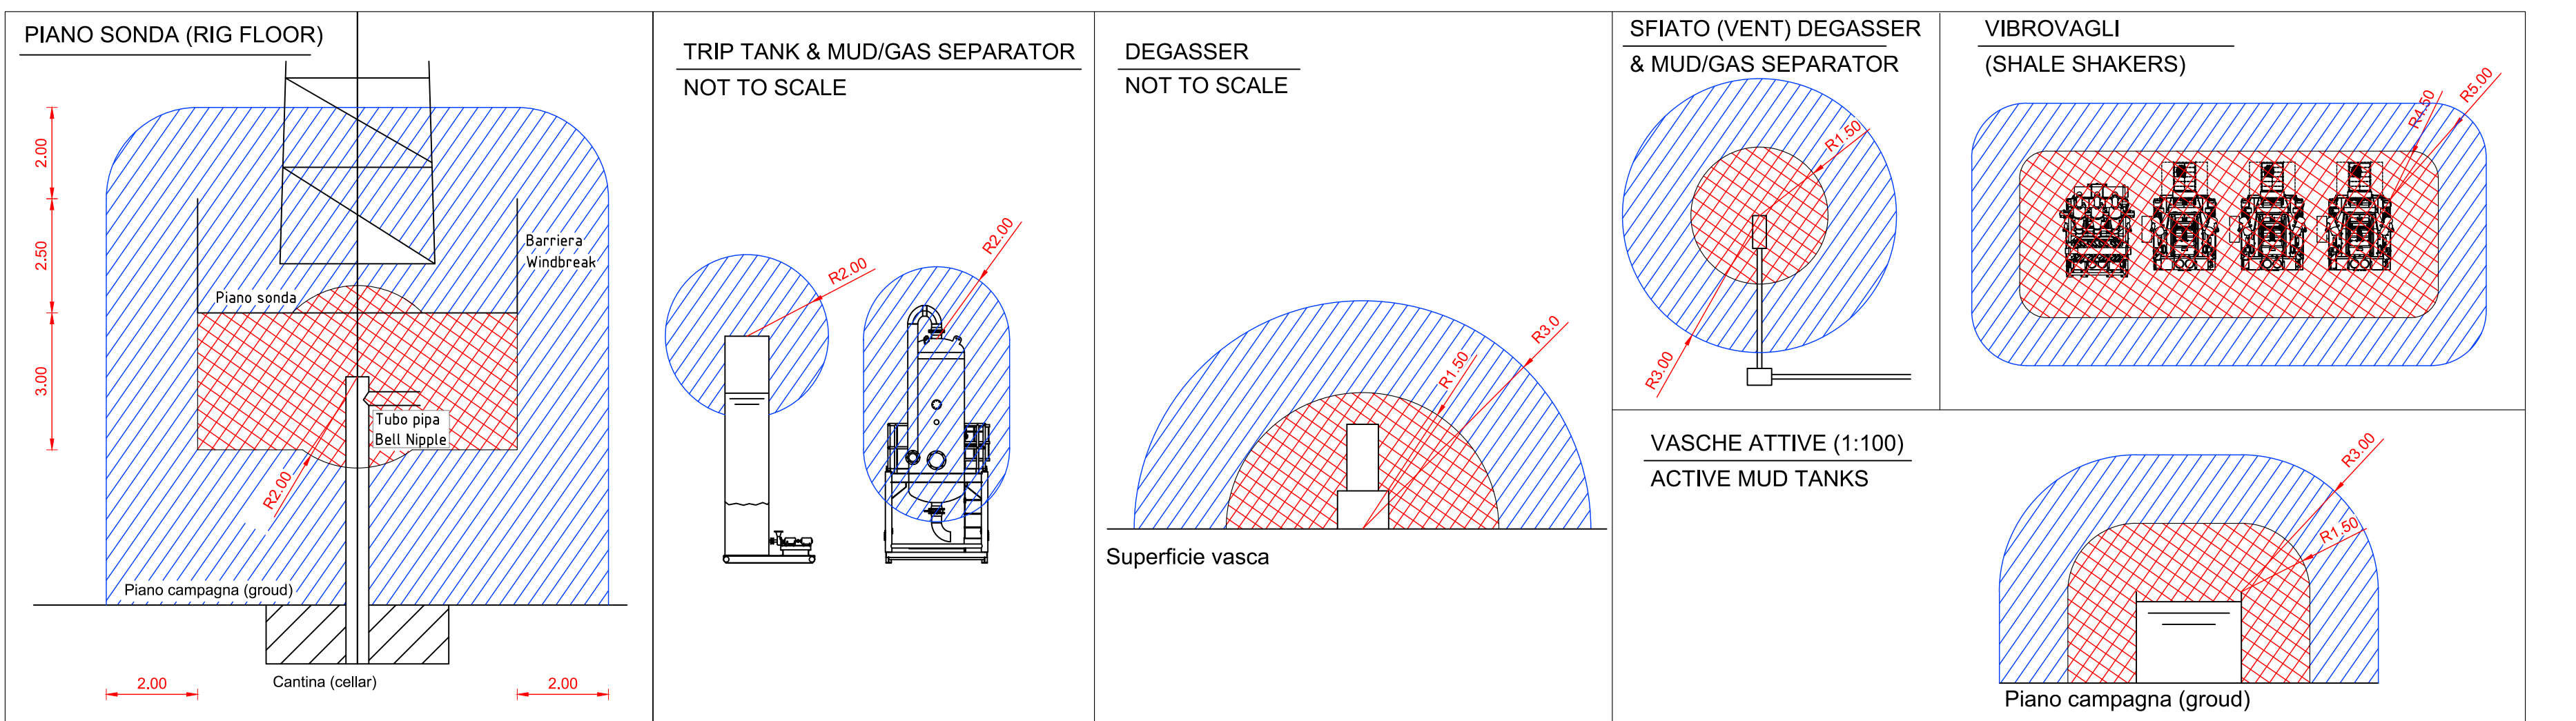 PIANO SONDA (RIG FLOOR)
2.00
2.50
3.00
Barriera
Windbreak
Piano sonda
Tubo pipa
Bell Nipple
R2.00
Piano campagna (groud)
Cantina (cellar)
2.00
2.00
TRIP TANK & MUD/GAS SEPARATOR
NOT TO SCALE
R2.00
R2.00
DEGASSER
NOT TO SCALE
R3.0
R1.50
Superficie vasca
SFIATO (VENT) DEGASSER
& MUD/GAS SEPARATOR
R1.50
R3.00
VIBROVAGLI
(SHALE SHAKERS)
R4.50
R5.00
VASCHE ATTIVE (1:100)
ACTIVE MUD TANKS
R3.00
R1.50
Piano campagna (groud)